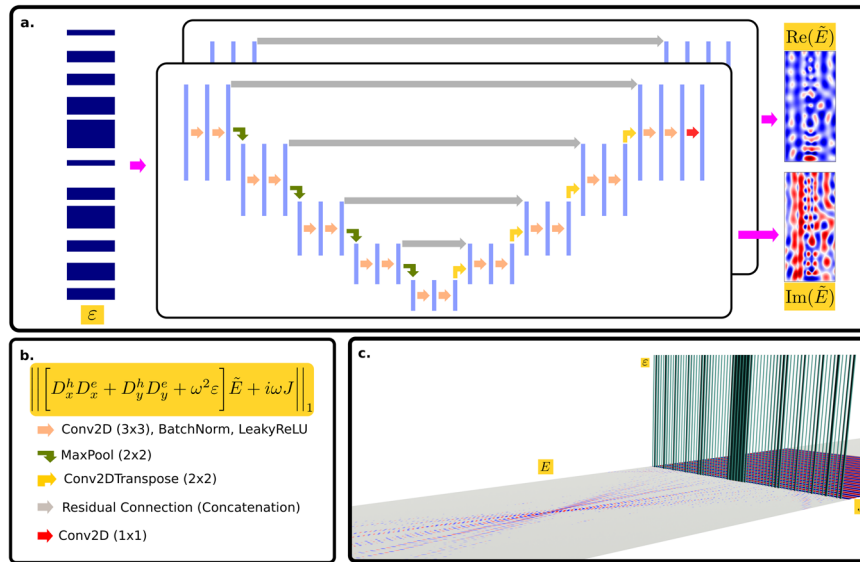 a.
Re(Ẽ)
Im(Ẽ)
ε
b.
||[D_x^h D_x^e + D_y^h D_y^e + ω²ε]Ẽ + iωJ||₁
Conv2D (3x3), BatchNorm, LeakyReLU
MaxPool (2x2)
Conv2DTranspose (2x2)
Residual Connection (Concatenation)
Conv2D (1x1)
c.
ε
E